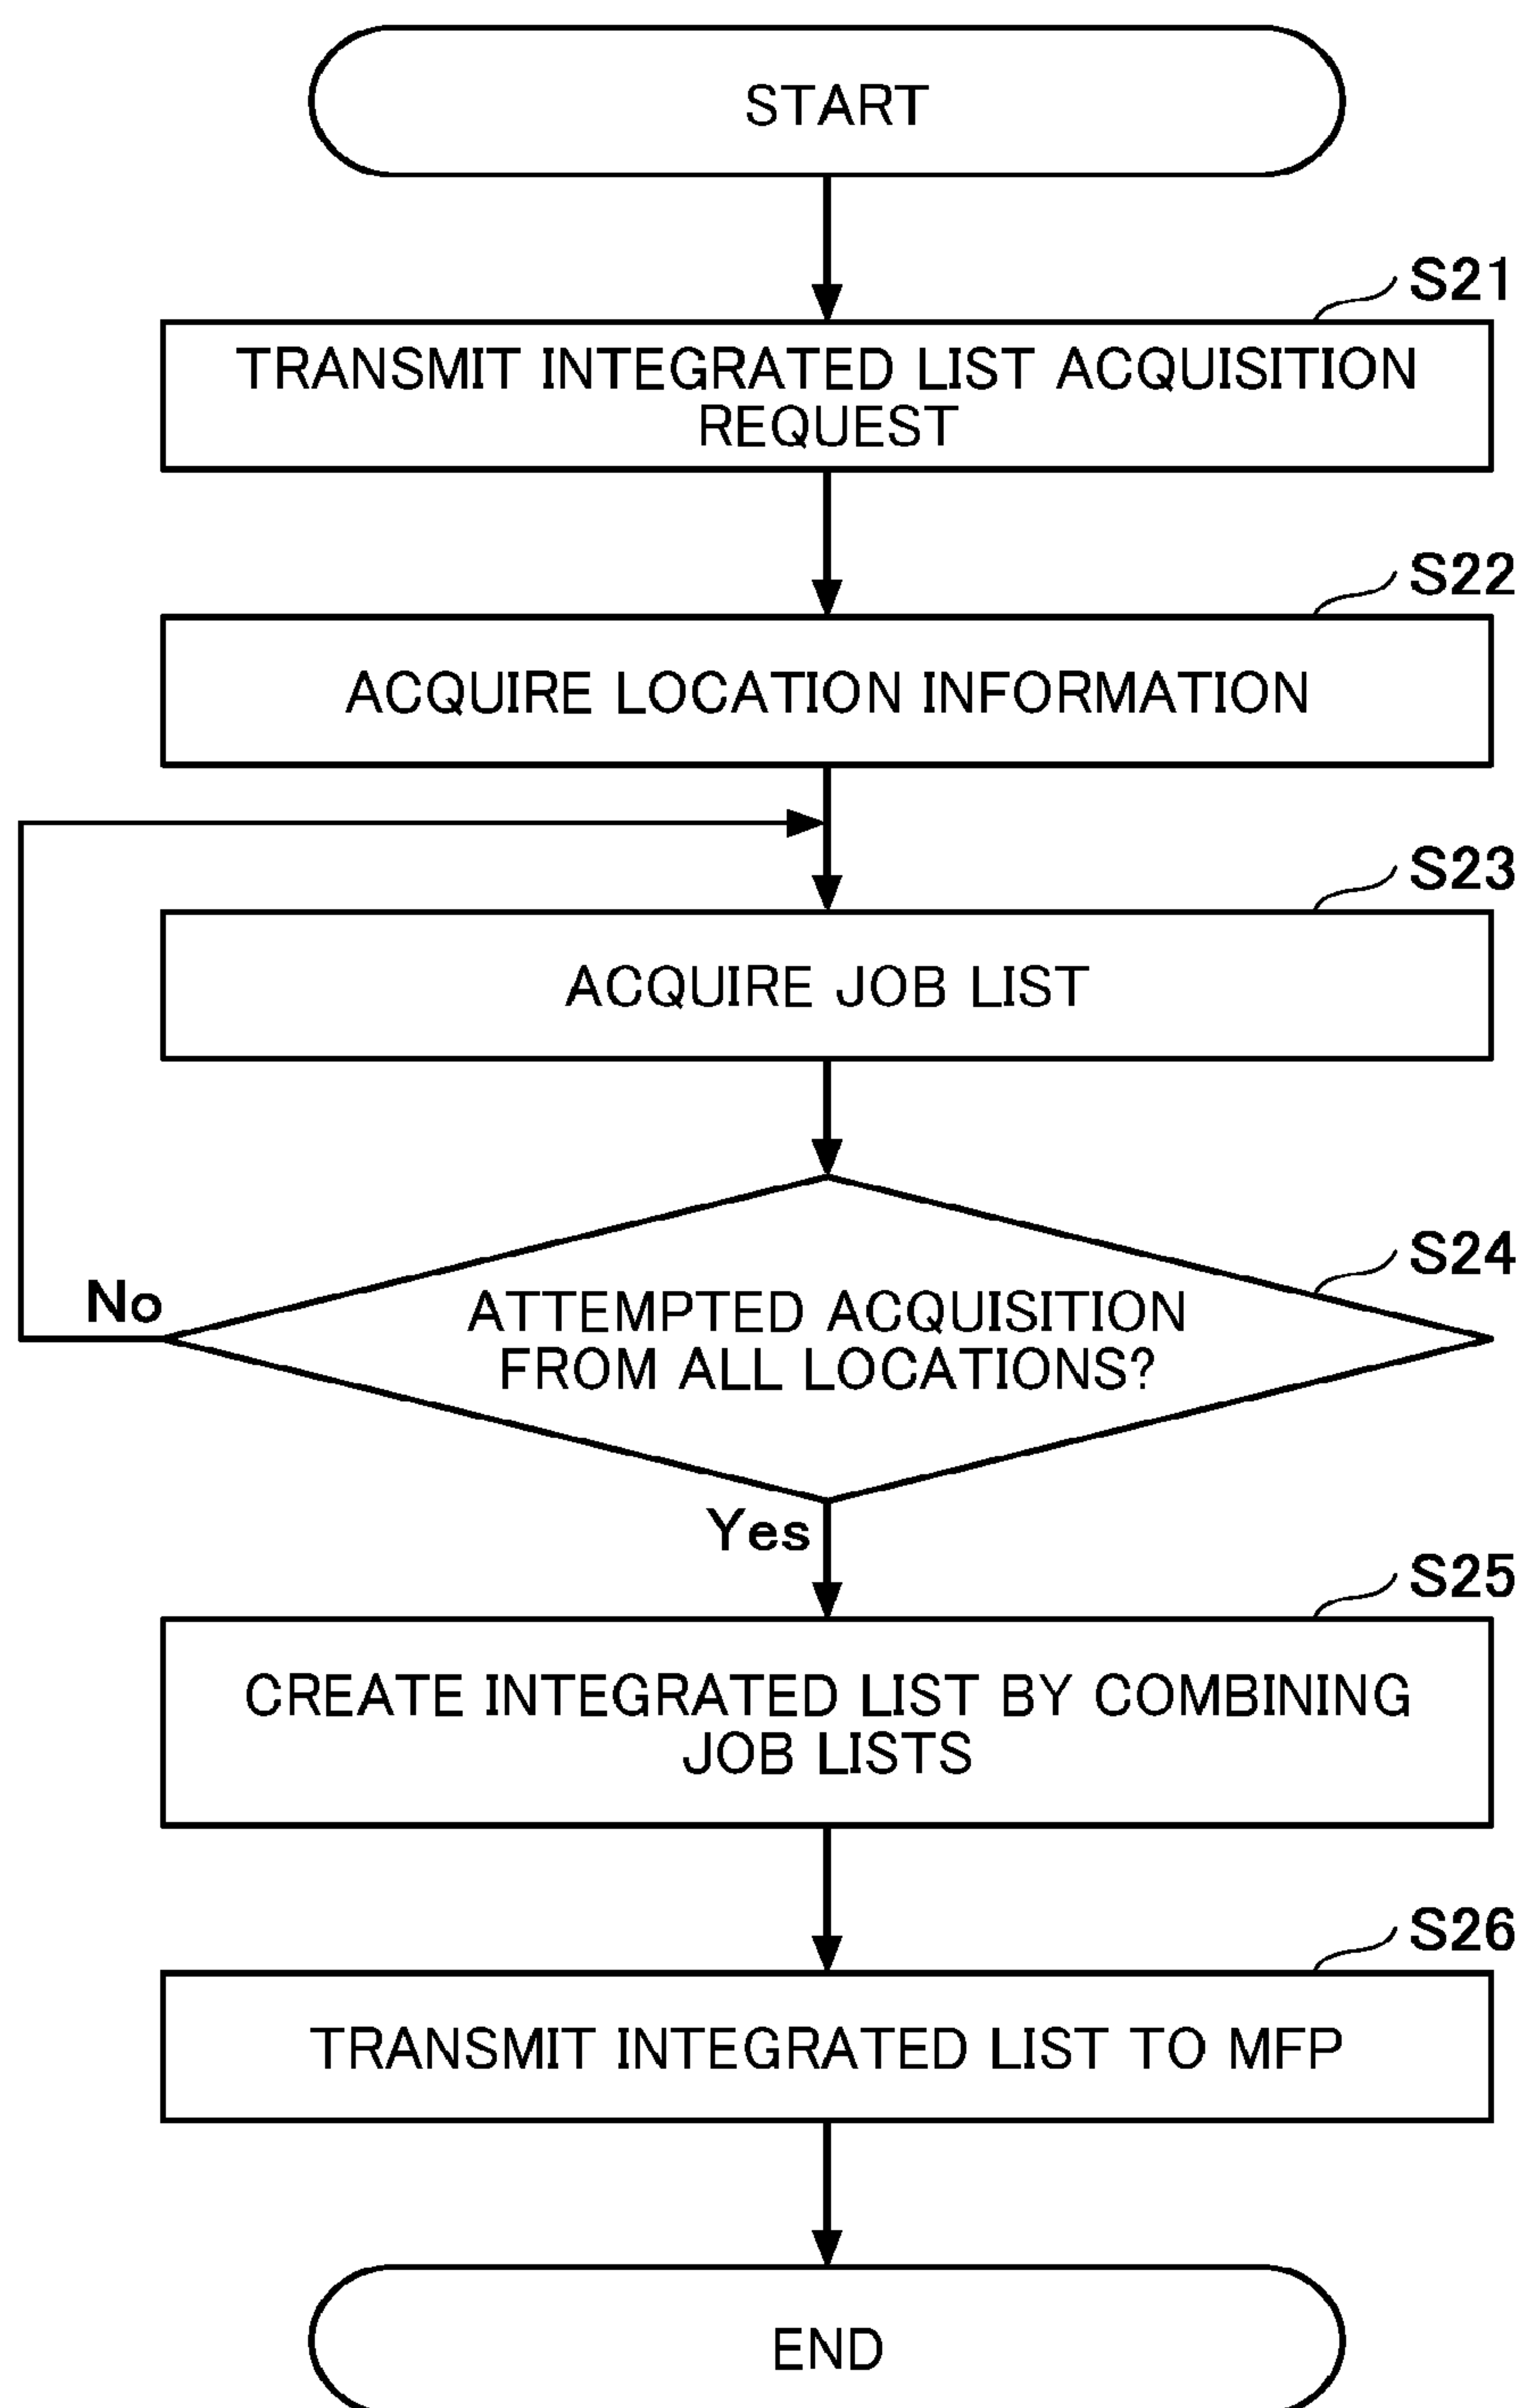 START
S21
TRANSMIT INTEGRATED LIST ACQUISITION
REQUEST
S22
ACQUIRE LOCATION INFORMATION
S23
ACQUIRE JOB LIST
S24
No
ATTEMPTED ACQUISITION
FROM ALL LOCATIONS?
Yes
S25
CREATE INTEGRATED LIST BY COMBINING
JOB LISTS
S26
TRANSMIT INTEGRATED LIST TO MFP
END